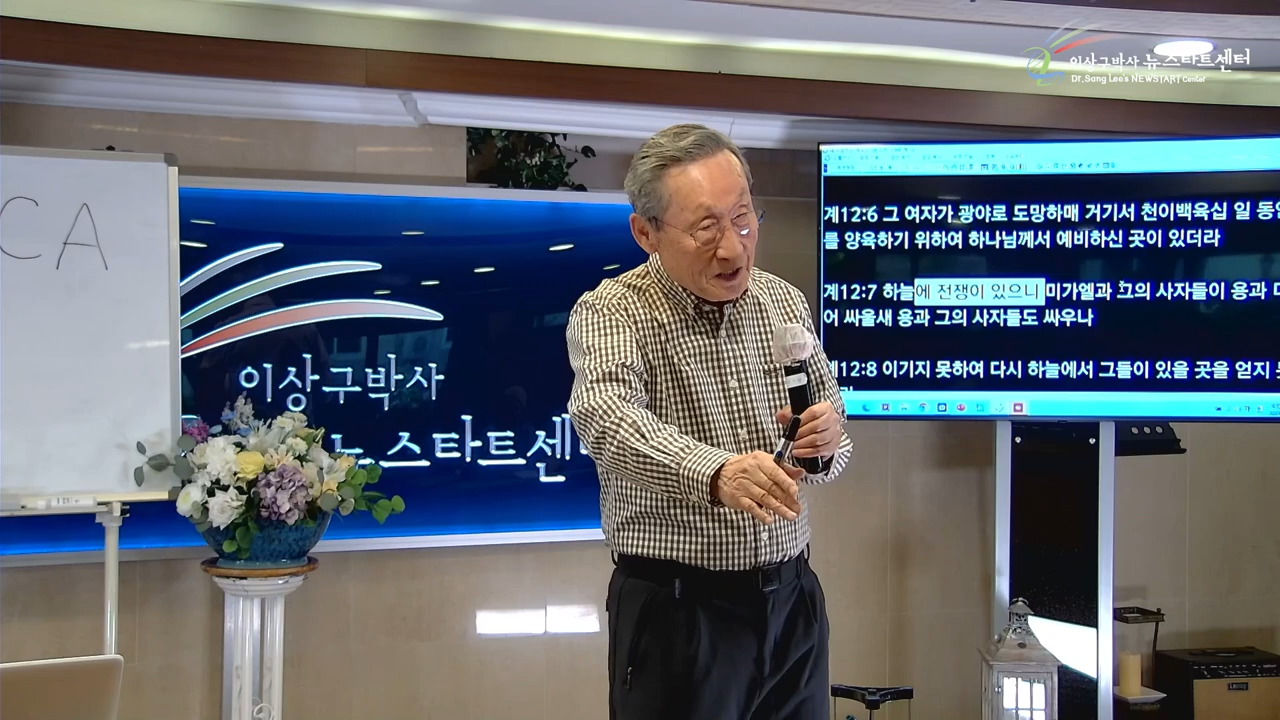 이상구박사 뉴스타트센터
Dr.Sang Lee's NEWSTART Center
CA
이상구박사
뉴스타트센
계12:6 그 여자가 광야로 도망하매 거기서 천이백육십 일 동안
를 양육하기 위하여 하나님께서 예비하신 곳이 있더라
계12:7 하늘에 전쟁이 있으니 미가엘과 그의 사자들이 용과 더
어 싸울새 용과 그의 사자들도 싸우나
계12:8 이기지 못하여 다시 하늘에서 그들이 있을 곳을 얻지 못